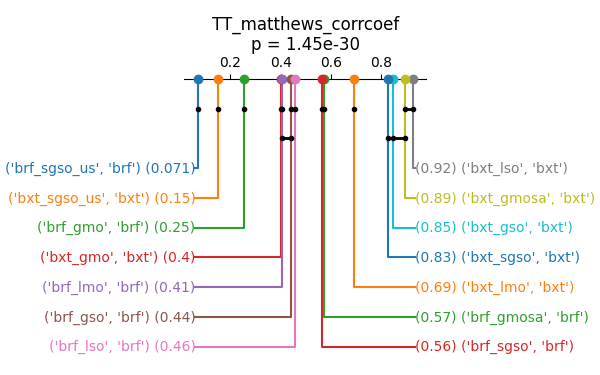 TT_matthews_corrcoef
p = 1.45e-30
0.2 0.4 0.6 0.8
('brf_sgso_us', 'brf') (0.071) (0.92) ('bxt_lso', 'bxt')
('bxt_sgso_us', 'bxt') (0.15) (0.89) ('bxt_gmosa', 'bxt')
('brf_gmo', 'brf') (0.25) (0.85) ('bxt_gso', 'bxt')
('bxt_gmo', 'bxt') (0.4) (0.83) ('bxt_sgso', 'bxt')
('brf_lmo', 'brf') (0.41) (0.69) ('bxt_lmo', 'bxt')
('brf_gso', 'brf') (0.44) (0.57) ('brf_gmosa', 'brf')
('brf_lso', 'brf') (0.46) (0.56) ('brf_sgso', 'brf')